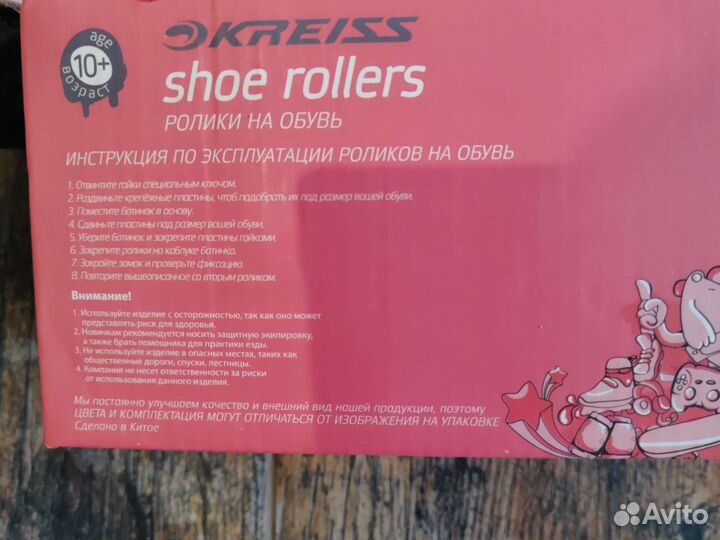 KREISS
age
10+
возраст
shoe rollers
РОЛИКИ НА ОБУВЬ
ИНСТРУКЦИЯ ПО ЭКСПЛУАТАЦИИ РОЛИКОВ НА ОБУВЬ
1. Отвинтите гайки специальным ключом.
2. Раздвиньте крепёжные пластины, чтоб подобрать их под размер вашей обуви.
3. Поместите ботинок в основу.
4. Сдвиньте пластины под размер вашей обуви.
5. Уберите ботинок и закрепите пластины гайками.
6. Закрепите ролики на каблуке ботинка.
7. Закройте замок и проверьте фиксацию.
8. Повторите вышеописанное со вторым роликом.
Внимание!
1. Используйте изделие с осторожностью, так как оно может
представлять риск для здоровья.
2. Новичкам рекомендуется носить защитную экипировку,
а также брать помощника для практики езды.
3. Не используйте изделие в опасных местах, таких как
общественные дороги, спуски, лестницы.
4. Компания не несет ответственности за риски
от использования данного изделия.
Мы постоянно улучшаем качество и внешний вид нашей продукции, поэтому
ЦВЕТА И КОМПЛЕКТАЦИЯ МОГУТ ОТЛИЧАТЬСЯ ОТ ИЗОБРАЖЕНИЯ НА УПАКОВКЕ
Сделано в Китае
Avito